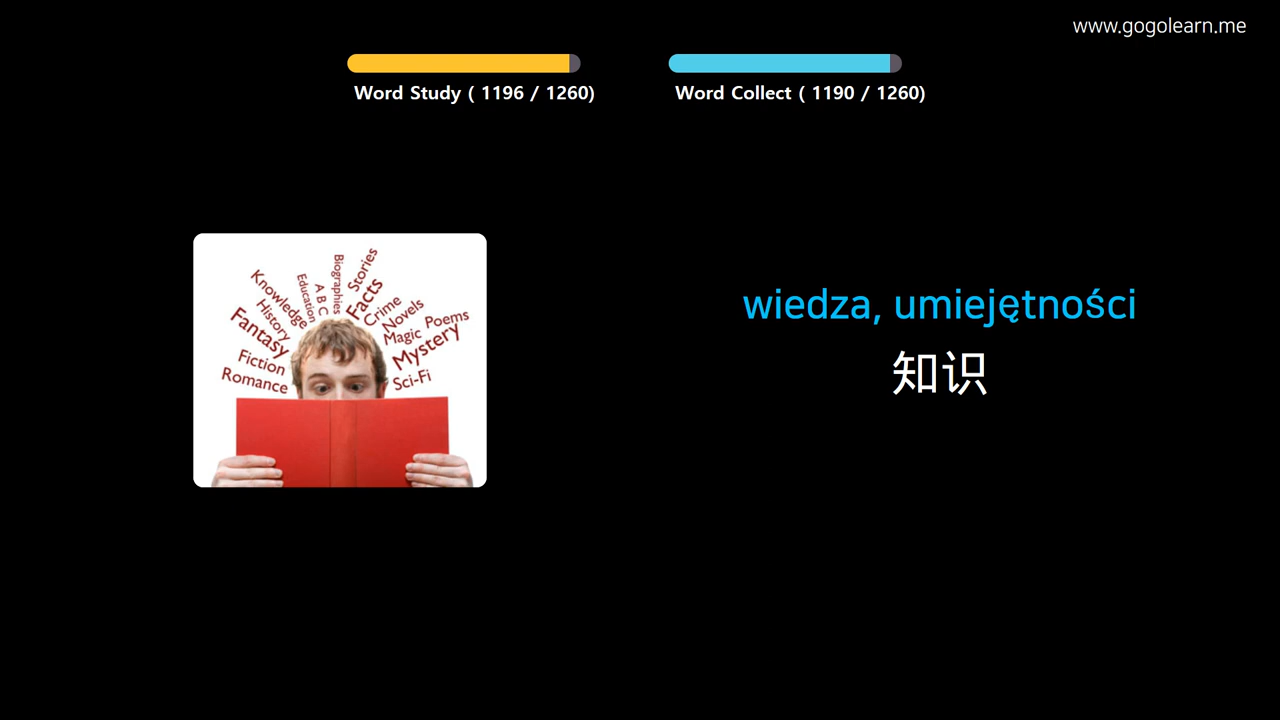 www.gogolearn.me
Word Study ( 1196 / 1260)
Word Collect ( 1190 / 1260)
Knowledge
History
Fantasy
Fiction
Romance
Education
A B C
Biographies
Stories
Facts
Crime
Novels
Magic
Poems
Mystery
Sci-Fi
wiedza, umiejętności
知识